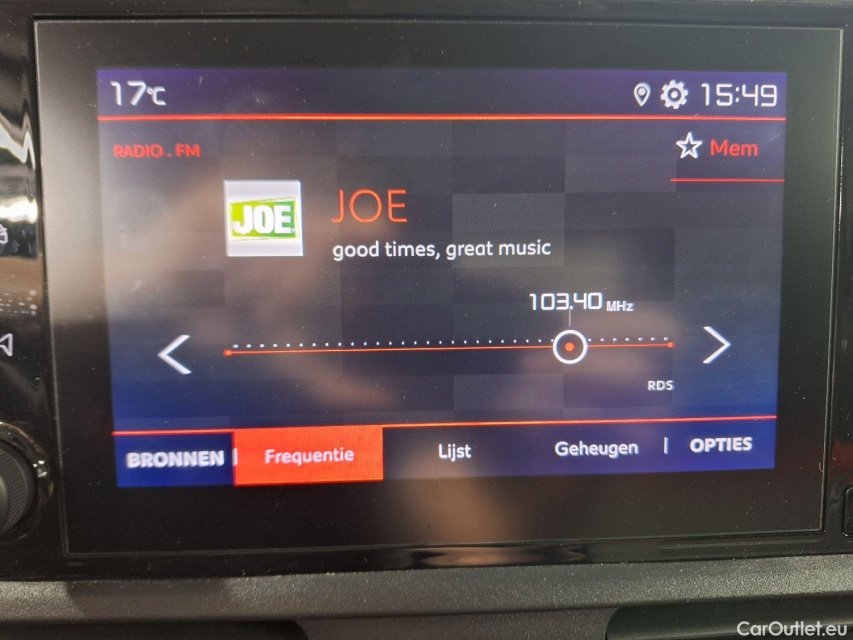 17°C
15:49
RADIO . FM
Mem
JOE
JOE
good times, great music
103.40 MHz
RDS
BRONNEN | Frequentie Lijst Geheugen | OPTIES
CarOutlet.eu